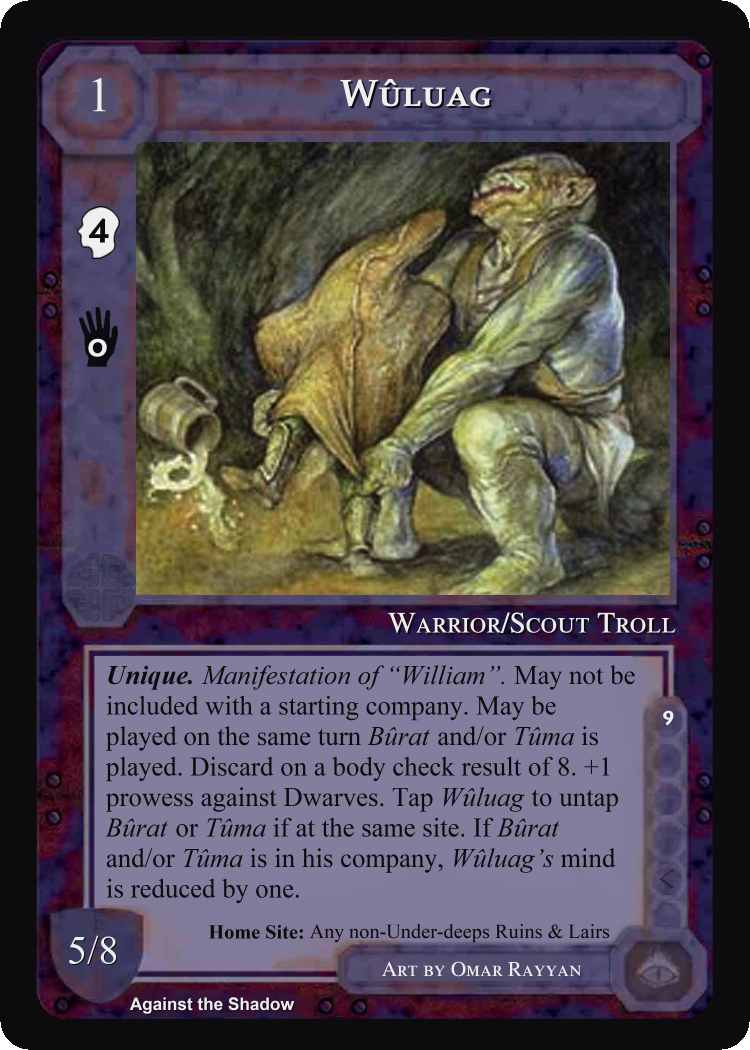 1
Wûluag
4
0
Warrior/Scout Troll
Unique. Manifestation of “William”. May not be
included with a starting company. May be
played on the same turn Bûrat and/or Tûma is
played. Discard on a body check result of 8. +1
prowess against Dwarves. Tap Wûluag to untap
Bûrat or Tûma if at the same site. If Bûrat
and/or Tûma is in his company, Wûluag’s mind
is reduced by one.
9
Home Site: Any non-Under-deeps Ruins & Lairs
5/8
Art by Omar Rayyan
Against the Shadow